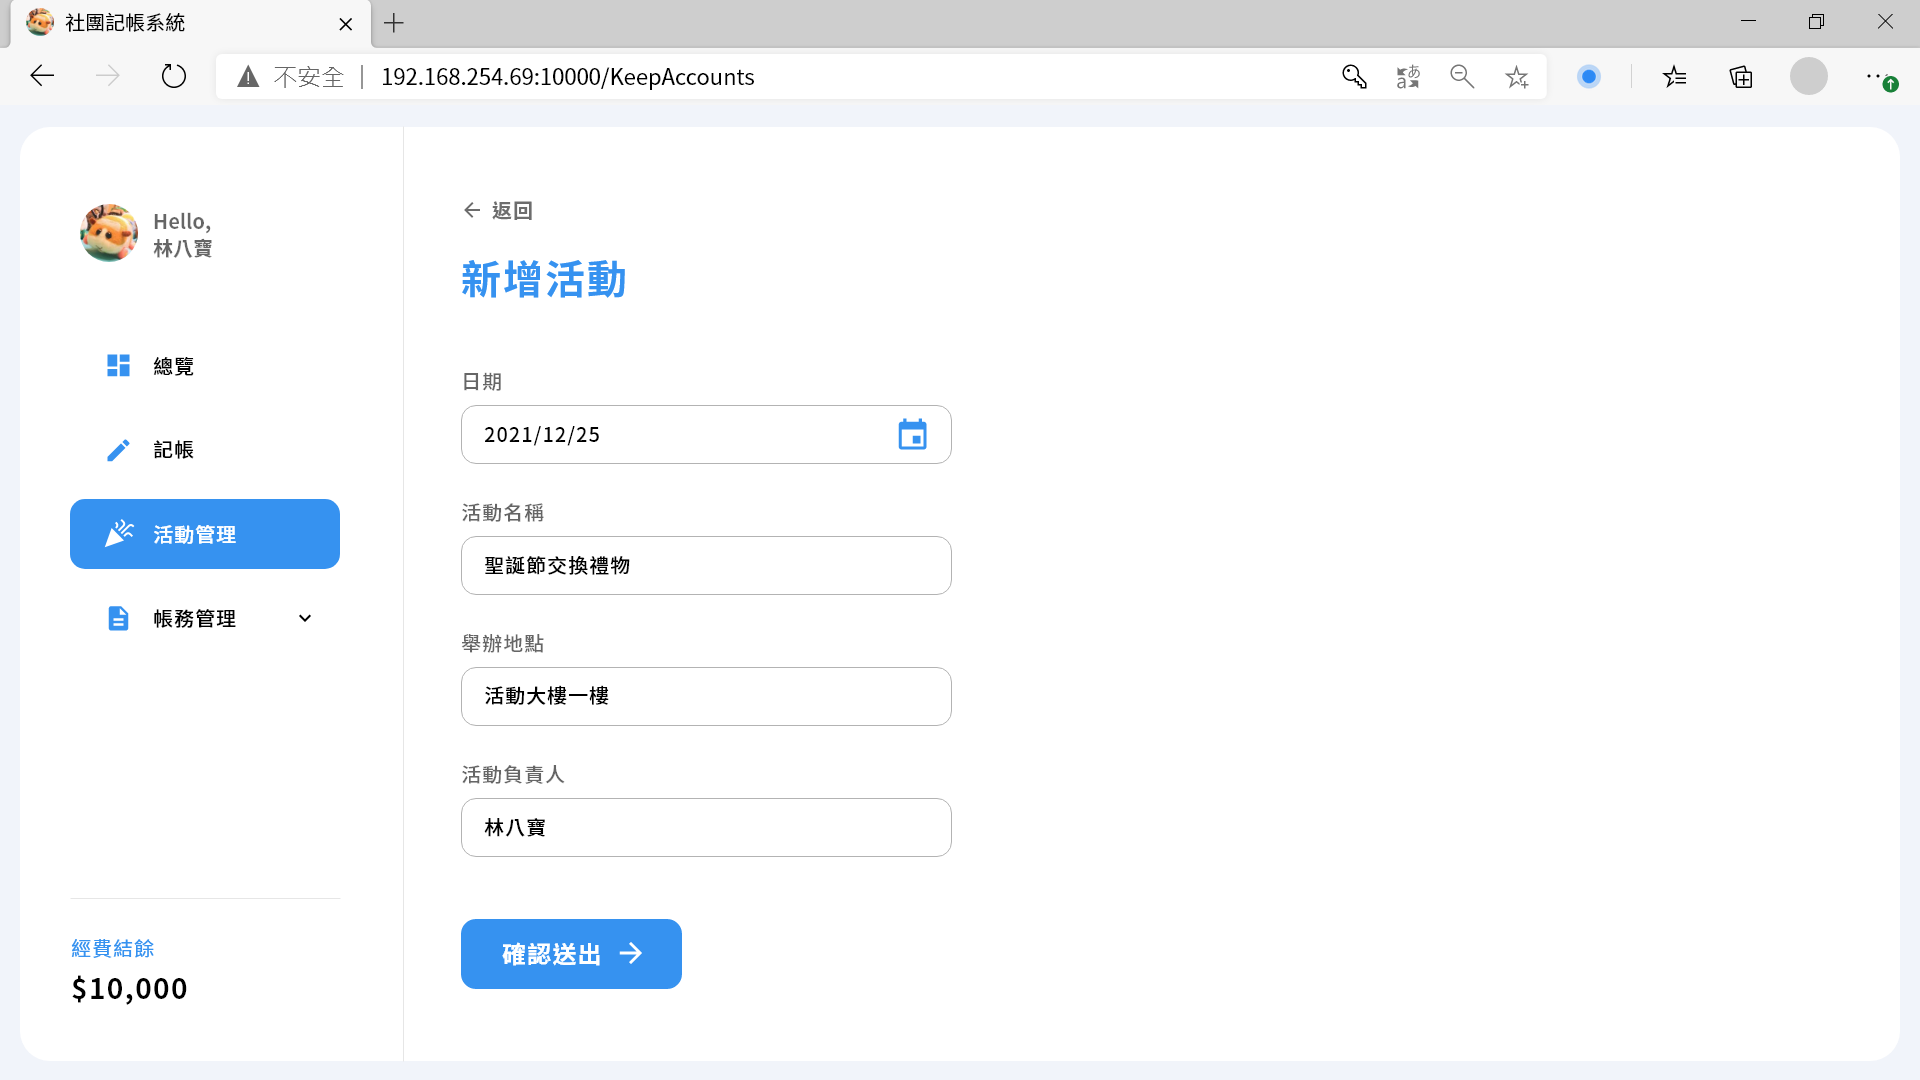 社團記帳系統
不安全 | 192.168.254.69:10000/KeepAccounts
Hello,
林八寶
總覽
記帳
活動管理
帳務管理
經費結餘
$10,000
返回
新增活動
日期
2021/12/25
活動名稱
聖誕節交換禮物
舉辦地點
活動大樓一樓
活動負責人
林八寶
確認送出